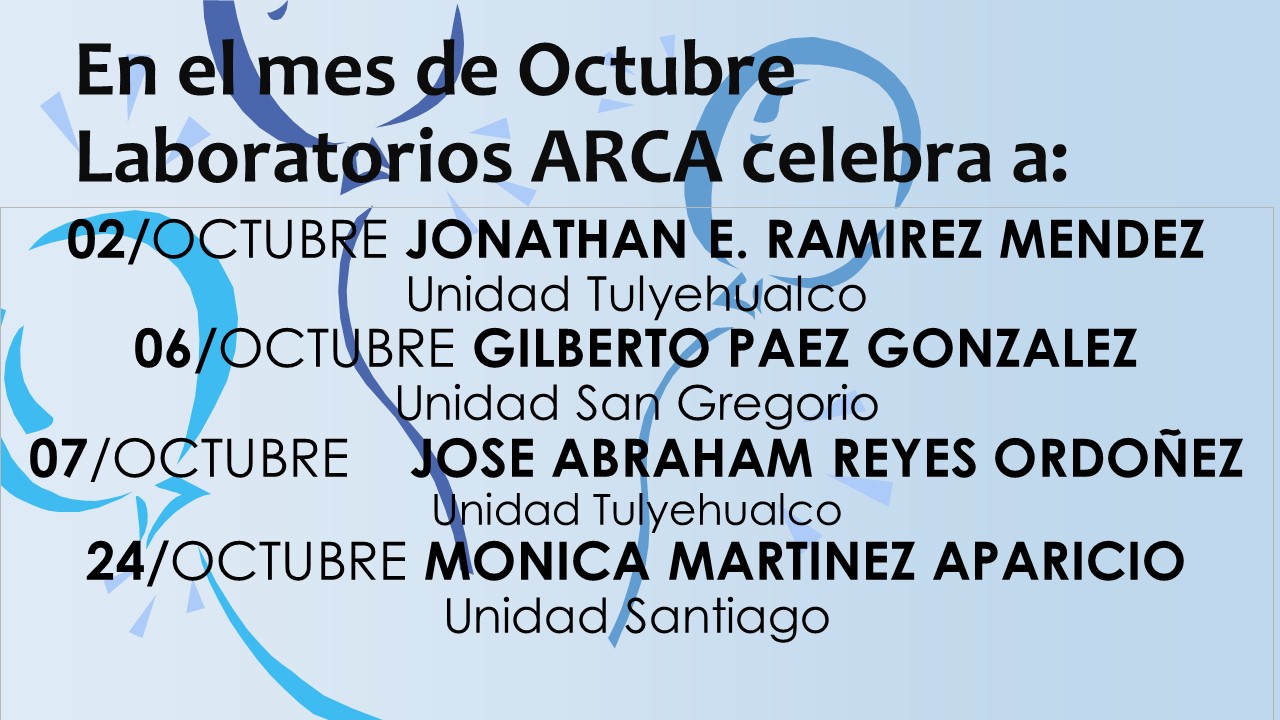 En el mes de Octubre
Laboratorios ARCA celebra a:
02/OCTUBRE JONATHAN E. RAMIREZ MENDEZ
Unidad Tulyehualco
06/OCTUBRE GILBERTO PAEZ GONZALEZ
Unidad San Gregorio
07/OCTUBRE JOSE ABRAHAM REYES ORDOÑEZ
Unidad Tulyehualco
24/OCTUBRE MONICA MARTINEZ APARICIO
Unidad Santiago